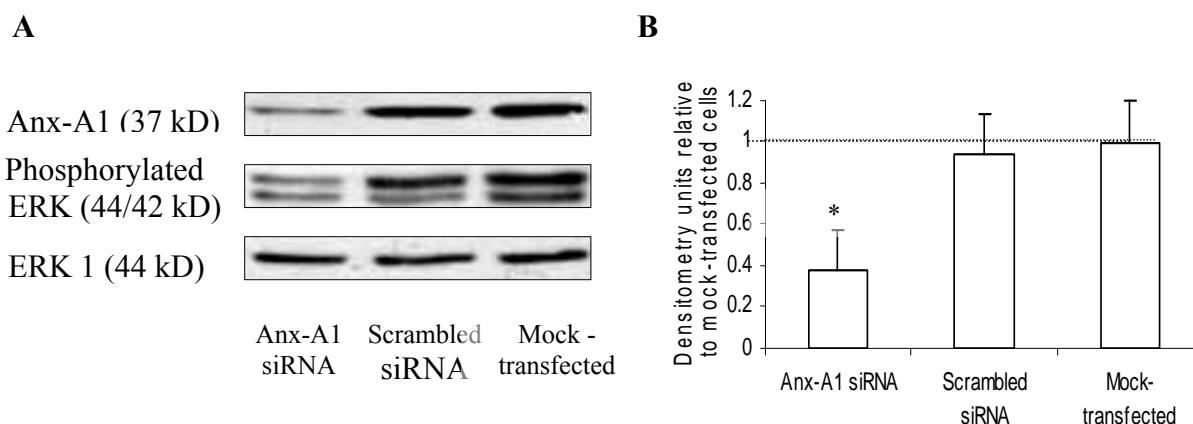 A
Anx-A1 (37 kD)
Phosphorylated
ERK (44/42 kD)
ERK 1 (44 kD)
Anx-A1
siRNA
Scrambled
siRNA
Mock -
transfected
B
Densitometry units relative
to mock-transfected cells
1.2
1
0.8
0.6
0.4
0.2
0
*
Anx-A1 siRNA
Scrambled
siRNA
Mock-
transfected